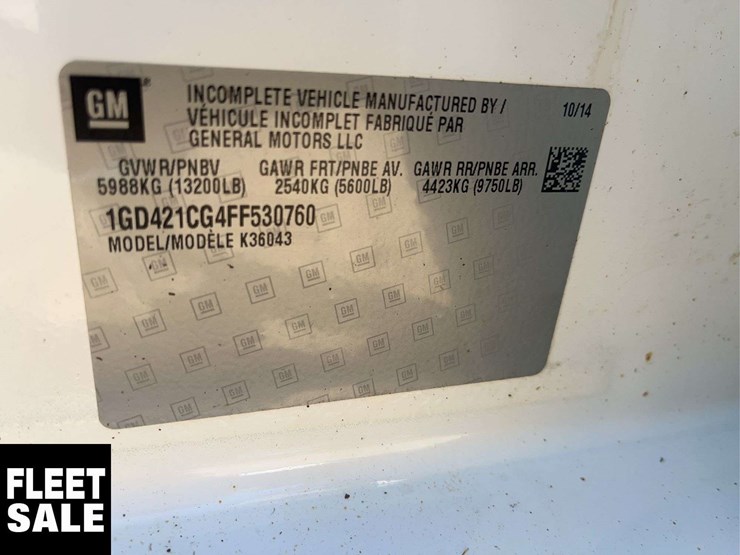 GM
INCOMPLETE VEHICLE MANUFACTURED BY / 10/14
VÉHICULE INCOMPLET FABRIQUÉ PAR
GENERAL MOTORS LLC
GVWR/PNBV GAWR FRT/PNBE AV. GAWR RR/PNBE ARR.
5988KG (13200LB) 2540KG (5600LB) 4423KG (9750LB)
1GD421CG4FF530760
MODEL/MODÈLE K36043
FLEET
SALE